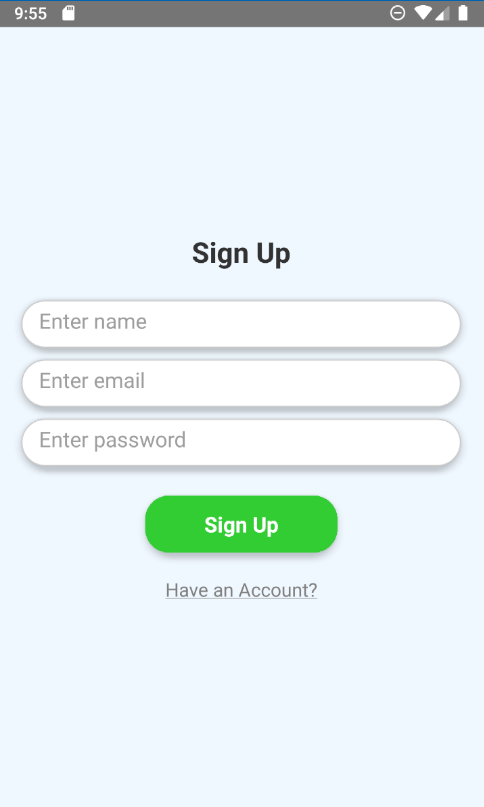 9:55
Sign Up
Enter name
Enter email
Enter password
Sign Up
Have an Account?